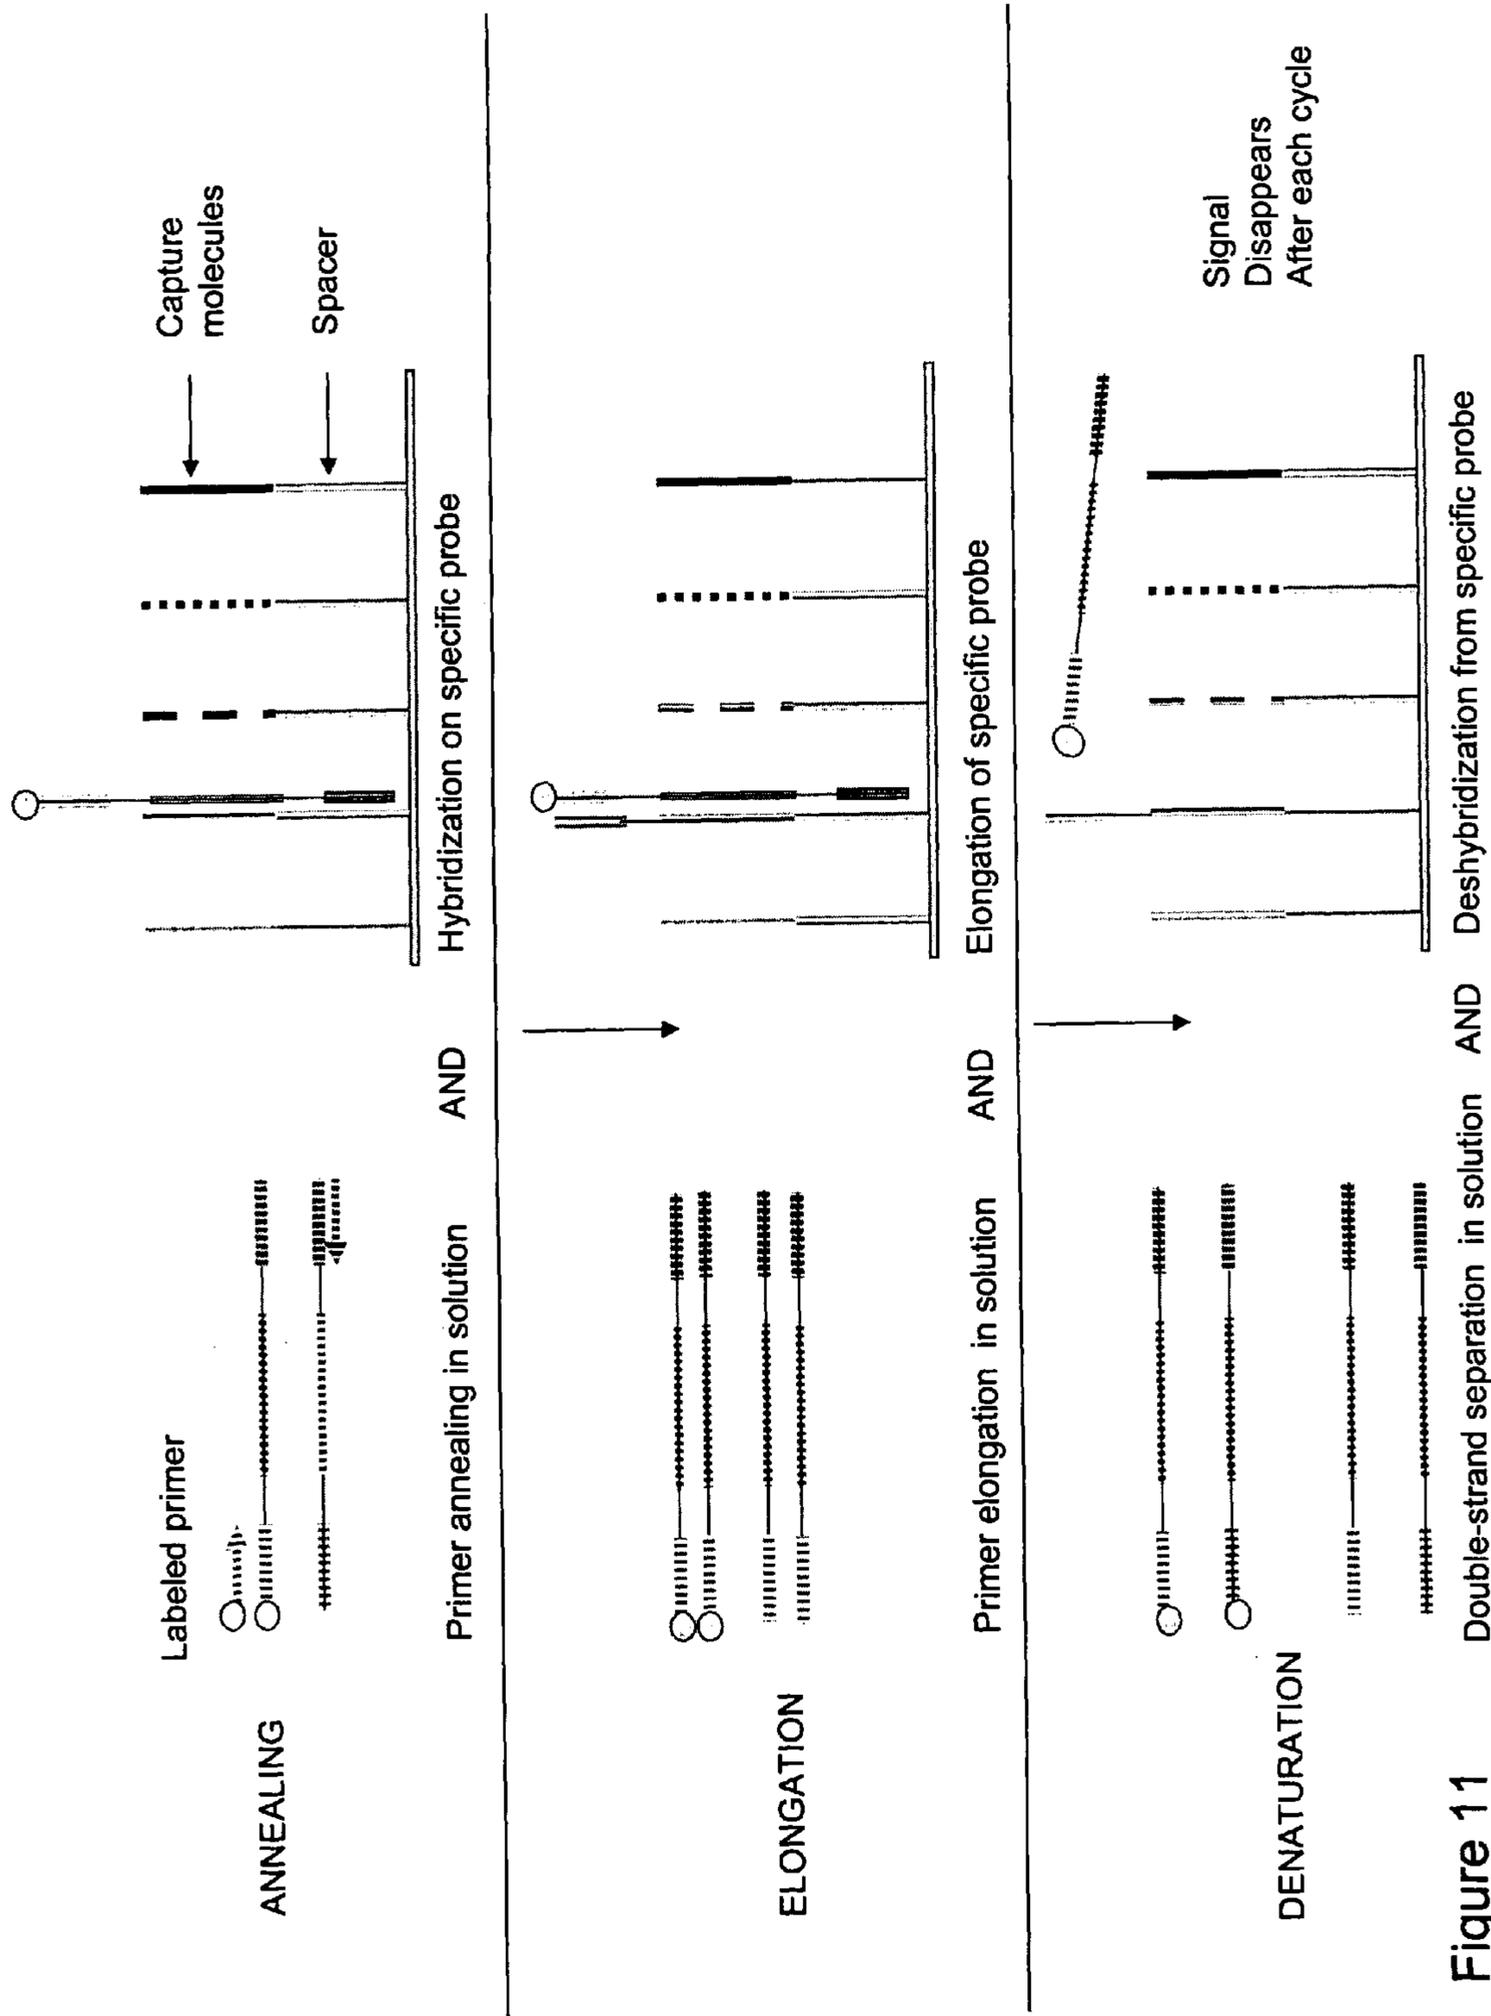 ANNEALING
Labeled primer
Capture
molecules
Spacer
Primer annealing in solution AND Hybridization on specific probe
ELONGATION
Primer elongation in solution AND Elongation of specific probe
DENATURATION
Signal
Disappears
After each cycle
Double-strand separation in solution AND Deshybridization from specific probe
Figure 11